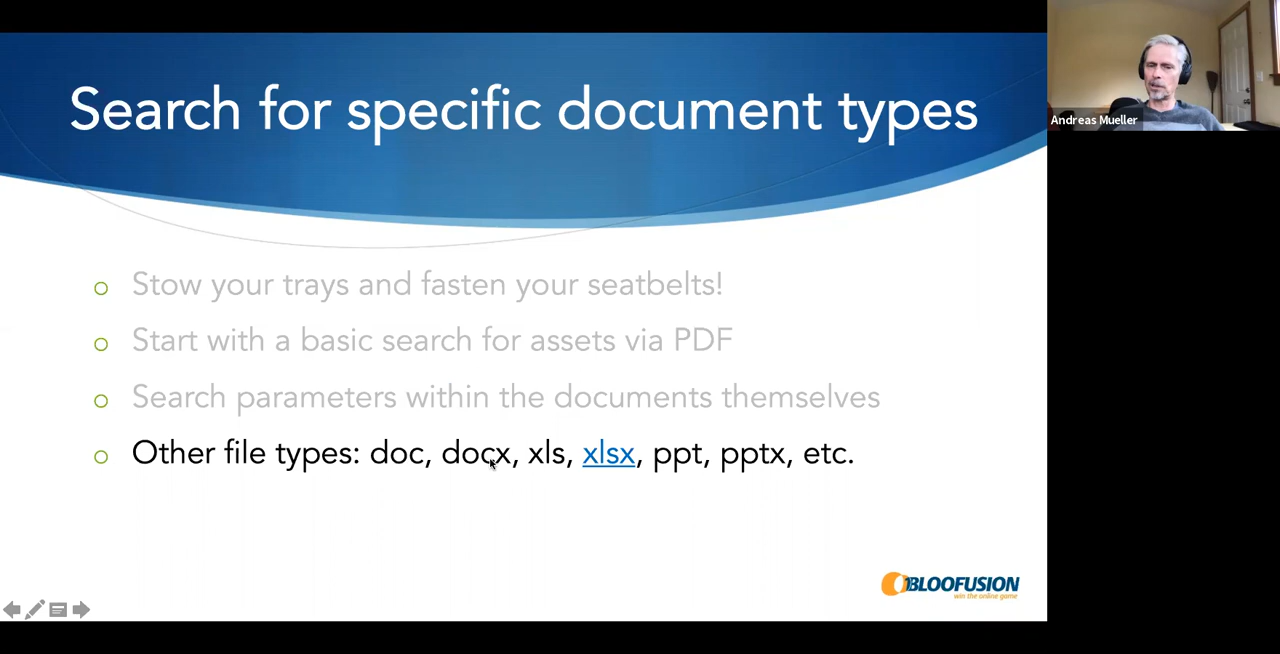 Search for specific document types
Andreas Mueller
Stow your trays and fasten your seatbelts!
Start with a basic search for assets via PDF
Search parameters within the documents themselves
Other file types: doc, docx, xls, xlsx, ppt, pptx, etc.
BLOOFUSION
win the online game